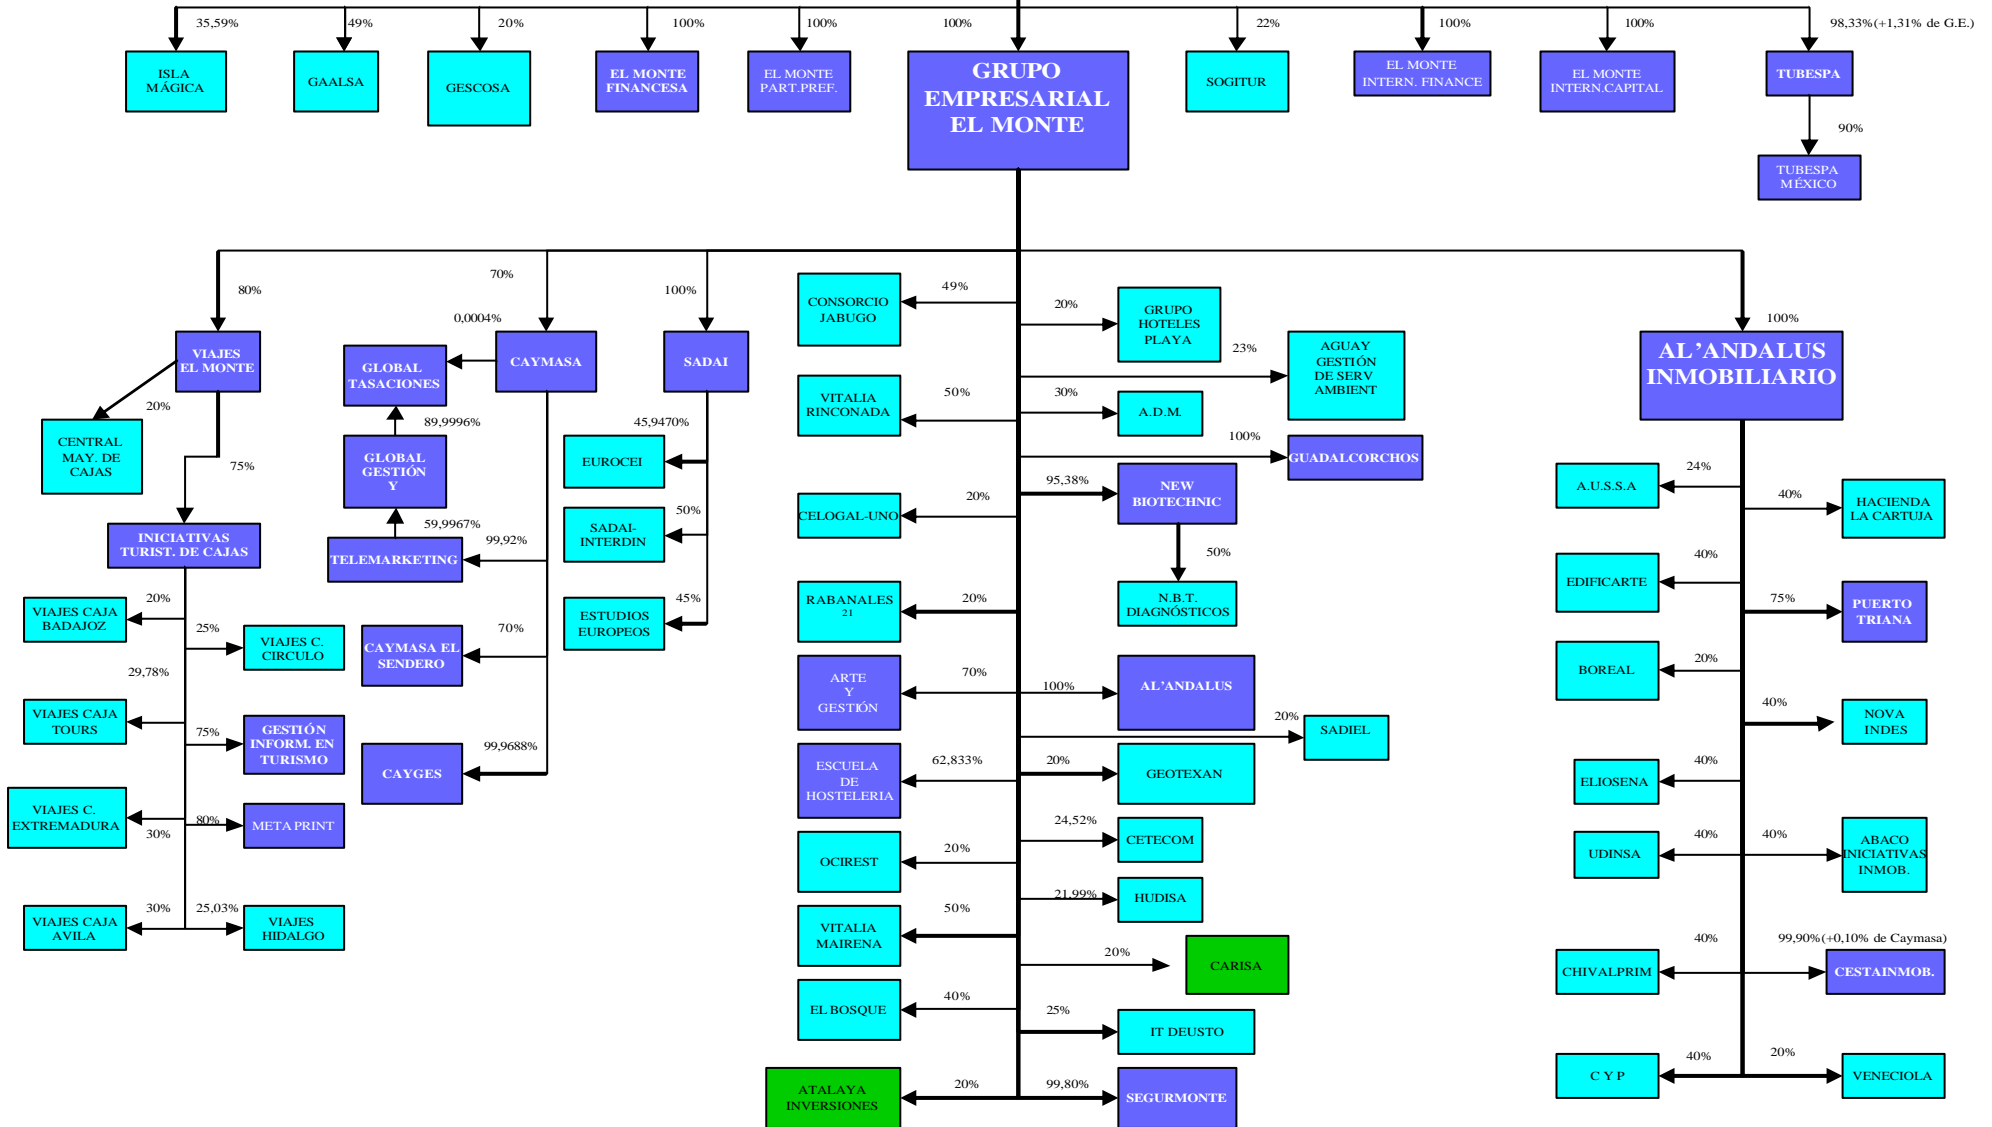 35,59%
49%
20%
100%
100%
100%
22%
100%
100%
98,33%(+1,31% de G.E.)
ISLA
MÁGICA
GAALSA
GESCOSA
EL MONTE
FINANCESA
EL MONTE
PART.PREF.
GRUPO
EMPRESARIAL
EL MONTE
SOGITUR
EL MONTE
INTERN. FINANCE
EL MONTE
INTERN.CAPITAL
TUBESPA
90%
TUBESPA
MÉXICO
80%
VIAJES
EL MONTE
20%
CENTRAL
MAY. DE
CAJAS
75%
INICIATIVAS
TURIST. DE CAJAS
20%
VIAJES CAJA
BADAJOZ
25%
VIAJES C.
CIRCULO
29,78%
VIAJES CAJA
TOURS
75%
GESTIÓN
INFORM. EN
TURISMO
VIAJES C.
EXTREMADURA
30%
80%
META PRINT
30%
VIAJES CAJA
AVILA
25,03%
VIAJES
HIDALGO
70%
0,0004%
CAYMASA
GLOBAL
TASACIONES
89,9996%
GLOBAL
GESTIÓN
Y
59,9967%
TELEMARKETING
99,92%
70%
CAYMASA EL
SENDERO
99,9688%
CAYGES
100%
SADAI
45,9470%
EUROCEI
50%
SADAI-
INTERDIN
45%
ESTUDIOS
EUROPEOS
CONSORCIO
JABUGO
49%
20%
GRUPO
HOTELES
PLAYA
23%
AGUAY
GESTIÓN
DE SERV
AMBIENT
VITALIA
RINCONADA
50%
30%
A.D.M.
100%
GUADALCORCHOS
CELOGAL-UNO
20%
95,38%
NEW
BIOTECHNIC
50%
N.B.T.
DIAGNÓSTICOS
RABANALES
21
20%
ARTE
Y
GESTIÓN
70%
100%
AL'ANDALUS
20%
SADIEL
ESCUELA
DE
HOSTELERIA
62,833%
20%
GEOTEXAN
24,52%
CETECOM
OCIREST
20%
21,99%
HUDISA
VITALIA
MAIRENA
50%
20%
CARISA
EL BOSQUE
40%
25%
IT DEUSTO
ATALAYA
INVERSIONES
20%
99,80%
SEGURMONTE
100%
AL'ANDALUS
INMOBILIARIO
A.U.S.S.A
24%
40%
HACIENDA
LA CARTUJA
EDIFICARTE
40%
75%
PUERTO
TRIANA
BOREAL
20%
40%
NOVA
INDES
ELIOSENA
40%
UDINSA
40%
40%
ABACO
INICIATIVAS
INMOB.
CHIVALPRIM
40%
99,90%(+0,10% de Caymasa)
CESTAINMOB.
C Y P
40%
20%
VENECIOLA